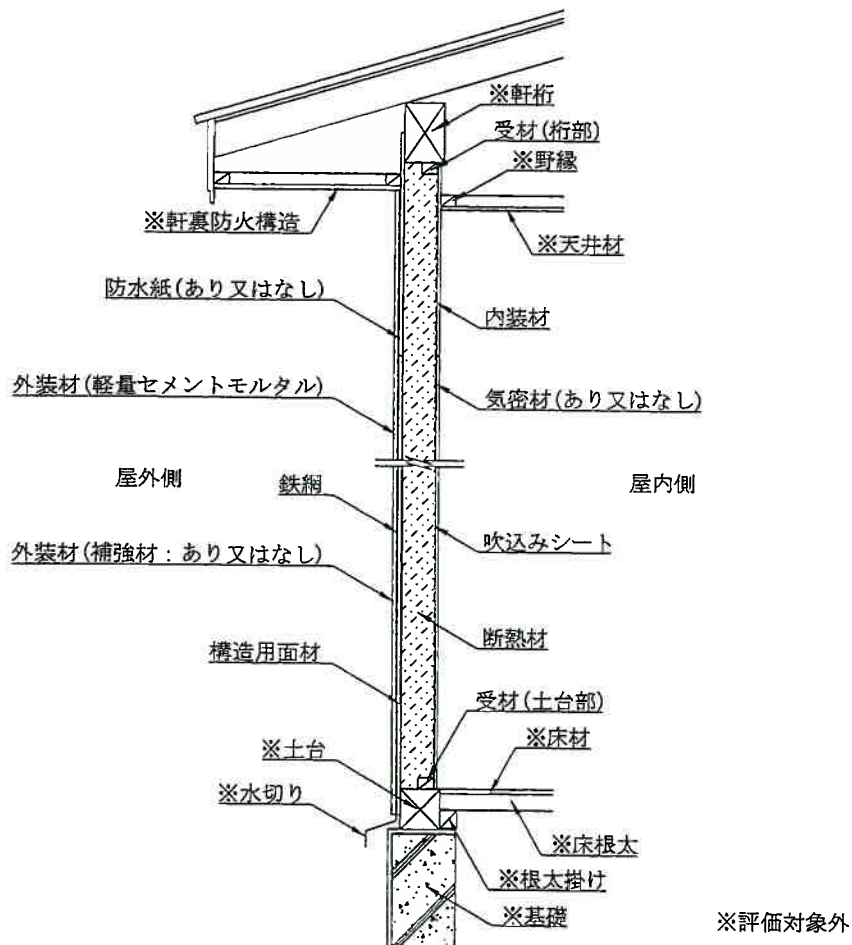 ※軒桁
受材(桁部)
※野縁
※軒裏防火構造
※天井材
防水紙(あり又はなし)
内装材
外装材(軽量セメントモルタル)
気密材(あり又はなし)
屋外側
鉄網
屋内側
外装材(補強材：あり又はなし)
吹込みシート
断熱材
構造用面材
受材(土台部)
※土台
※床材
※水切り
※床根太
※根太掛け
※基礎
※評価対象外